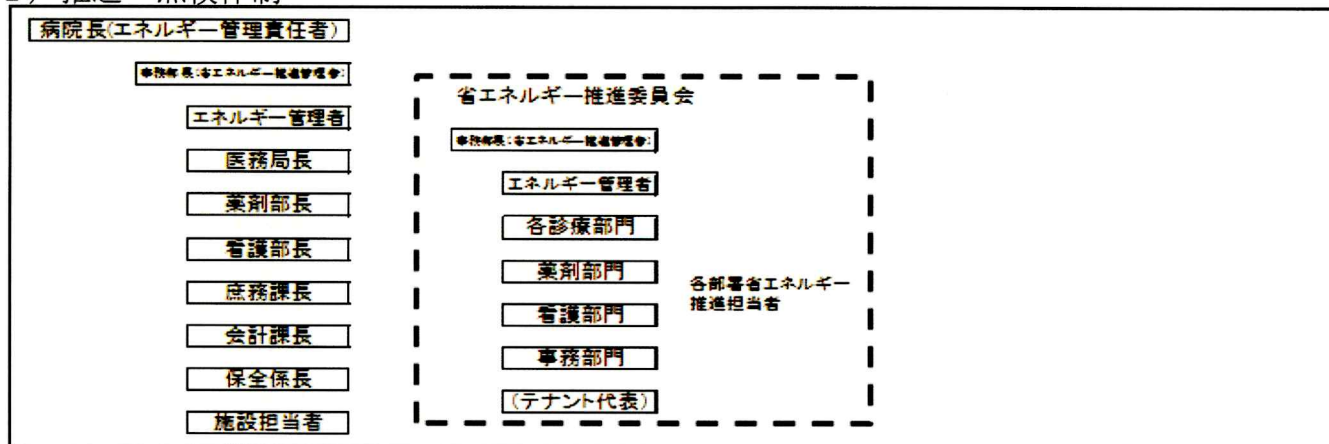 病院長(エネルギー管理責任者)
事務部長(省エネルギー推進管理者)
エネルギー管理者
医務局長
薬剤部長
看護部長
庶務課長
会計課長
保全係長
施設担当者
省エネルギー推進委員会
事務部長(省エネルギー推進管理者)
エネルギー管理者
各診療部門
薬剤部門
看護部門
事務部門
(テナント代表)
各部署省エネルギー
推進担当者